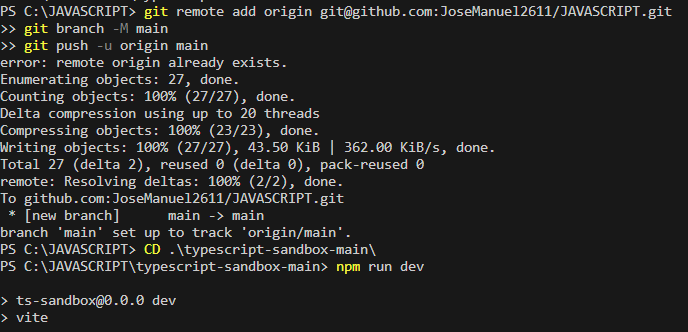 PS C:\JAVASCRIPT> git remote add origin git@github.com:JoseManuel2611/JAVASCRIPT.git
>> git branch -M main
>> git push -u origin main
error: remote origin already exists.
Enumerating objects: 27, done.
Counting objects: 100% (27/27), done.
Delta compression using up to 20 threads
Compressing objects: 100% (23/23), done.
Writing objects: 100% (27/27), 43.50 KiB | 362.00 KiB/s, done.
Total 27 (delta 2), reused 0 (delta 0), pack-reused 0
remote: Resolving deltas: 100% (2/2), done.
To github.com:JoseManuel2611/JAVASCRIPT.git
 * [new branch]      main -> main
branch 'main' set up to track 'origin/main'.
PS C:\JAVASCRIPT> CD .\typescript-sandbox-main\
PS C:\JAVASCRIPT\typescript-sandbox-main> npm run dev

> ts-sandbox@0.0.0 dev
> vite